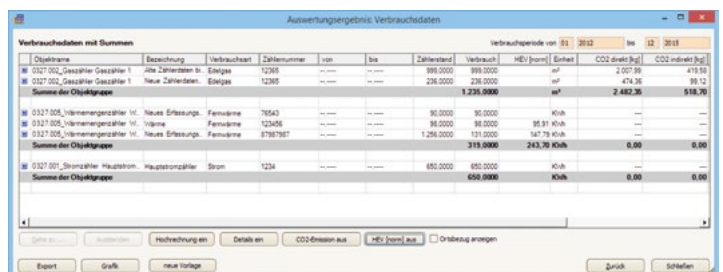 Auswertungsergebnis: Verbrauchsdaten
Verbrauchsdaten mit Summen Verbrauchsperiode von 01 2012 bis 12 2015
Objektname Bezeichnung Verbrauchsart Zählernummer von bis Zählerstand Verbrauch HEV [norm] Einheit CO2 direkt [kg] CO2 indirekt [kg]
0327.002_Gaszähler Gaszähler 1 Alte Zählerdaten bi... Edelgas 12365 --.---- --.---- 999,0000 999,0000 m² 2.007,99 419,58
0327.002_Gaszähler Gaszähler 1 Neue Zählerdaten... Edelgas 12365 --.---- --.---- 236,0000 236,0000 m² 474,36 99,12
Summe der Objektgruppe 1.235,0000 m² 2.482,35 518,70
0327.005_Wärmemengenzähler W... Neues Erfassungs... Fernwärme 76543 --.---- --.---- 90,0000 90,0000 KWh --- ---
0327.005_Wärmemengenzähler W... Wärme Fernwärme 123456 --.---- --.---- 98,0000 98,0000 95,91 KWh --- ---
0327.005_Wärmemengenzähler W... Neues Erfassungs... Fernwärme 87987987 --.---- --.---- 1.256,0000 131,0000 147,79 KWh --- ---
Summe der Objektgruppe 319,0000 243,70 KWh 0,00 0,00
0327.001_Stromzähler Hauptstrom... Hauptstromzähler Strom 1234 --.---- --.---- 650,0000 650,0000 KWh --- ---
Summe der Objektgruppe 650,0000 KWh 0,00 0,00
Gehe zu ... Ausblenden Hochrechnung ein Details ein CO2-Emission aus HEV [norm] aus Ortsbezug anzeigen
Export Grafik neue Vorlage Zurück Schließen